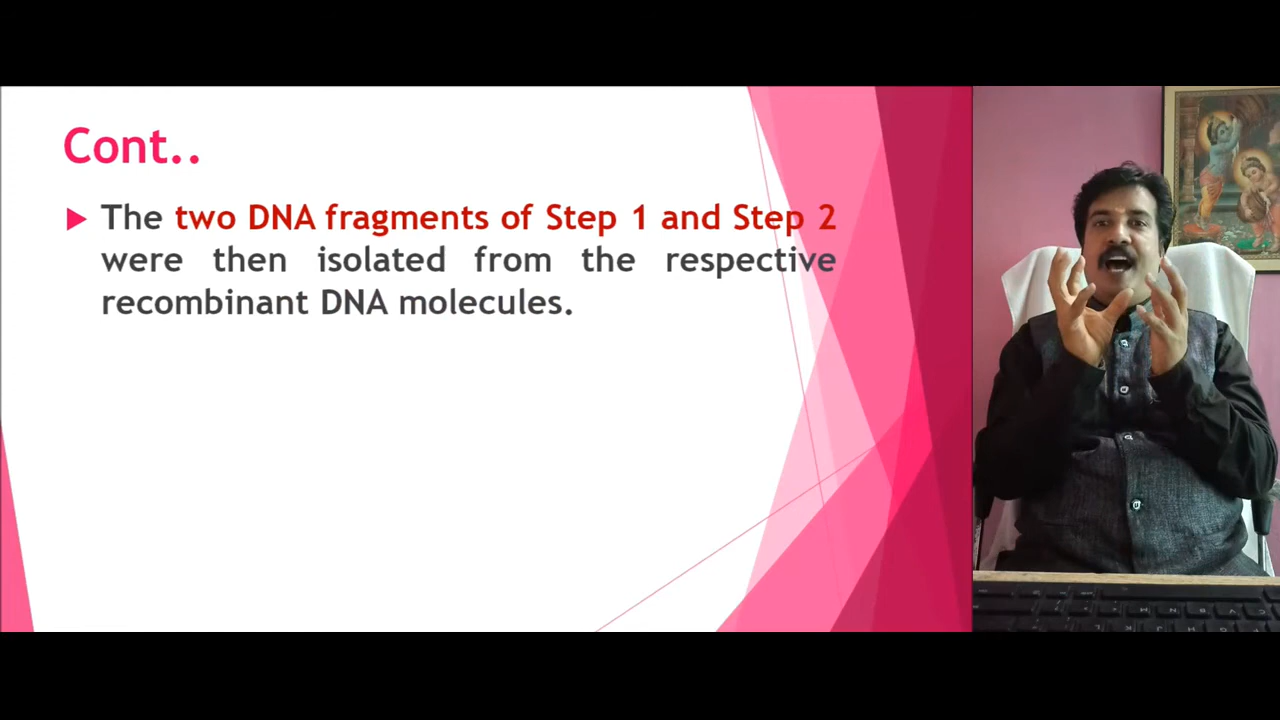 Cont..
The two DNA fragments of Step 1 and Step 2
were then isolated from the respective
recombinant DNA molecules.